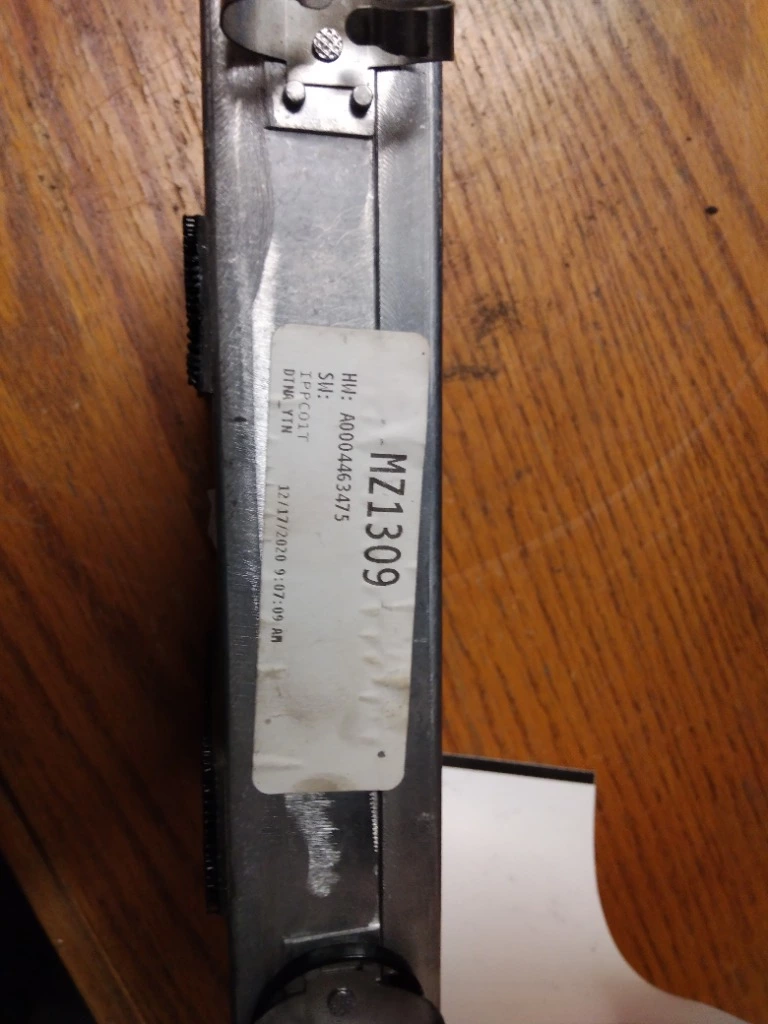 MZ1309
HW: A0004463475
SW:
IPPC01T
DTNA_YTN 12/17/2020 9:07:09 AM